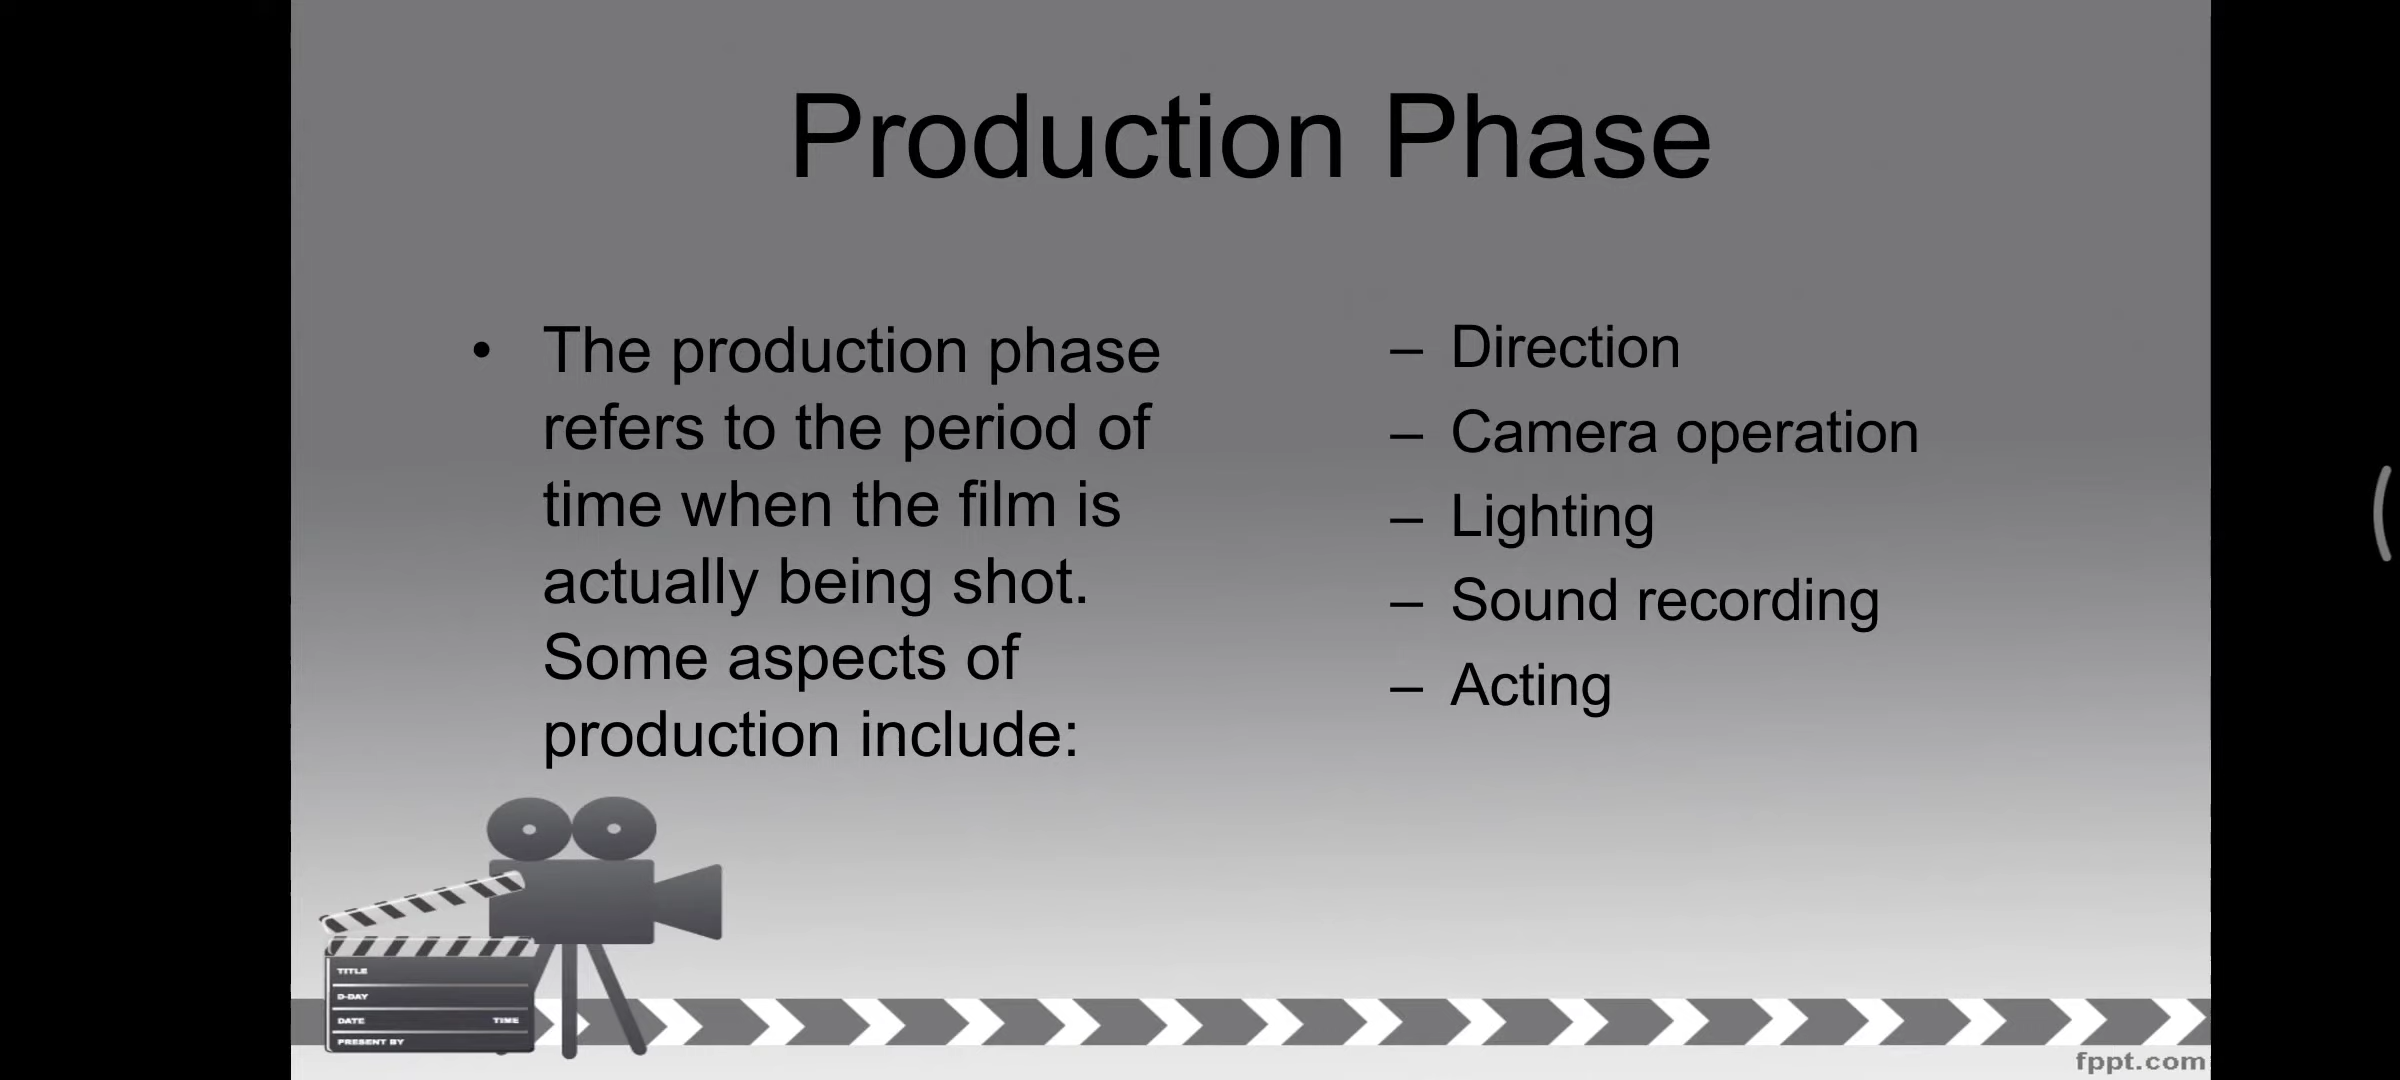 Production Phase
• The production phase
refers to the period of
time when the film is
actually being shot.
Some aspects of
production include:
– Direction
– Camera operation
– Lighting
– Sound recording
– Acting
TITLE
D-DAY
DATE TIME
PRESENT BY
fppt.com